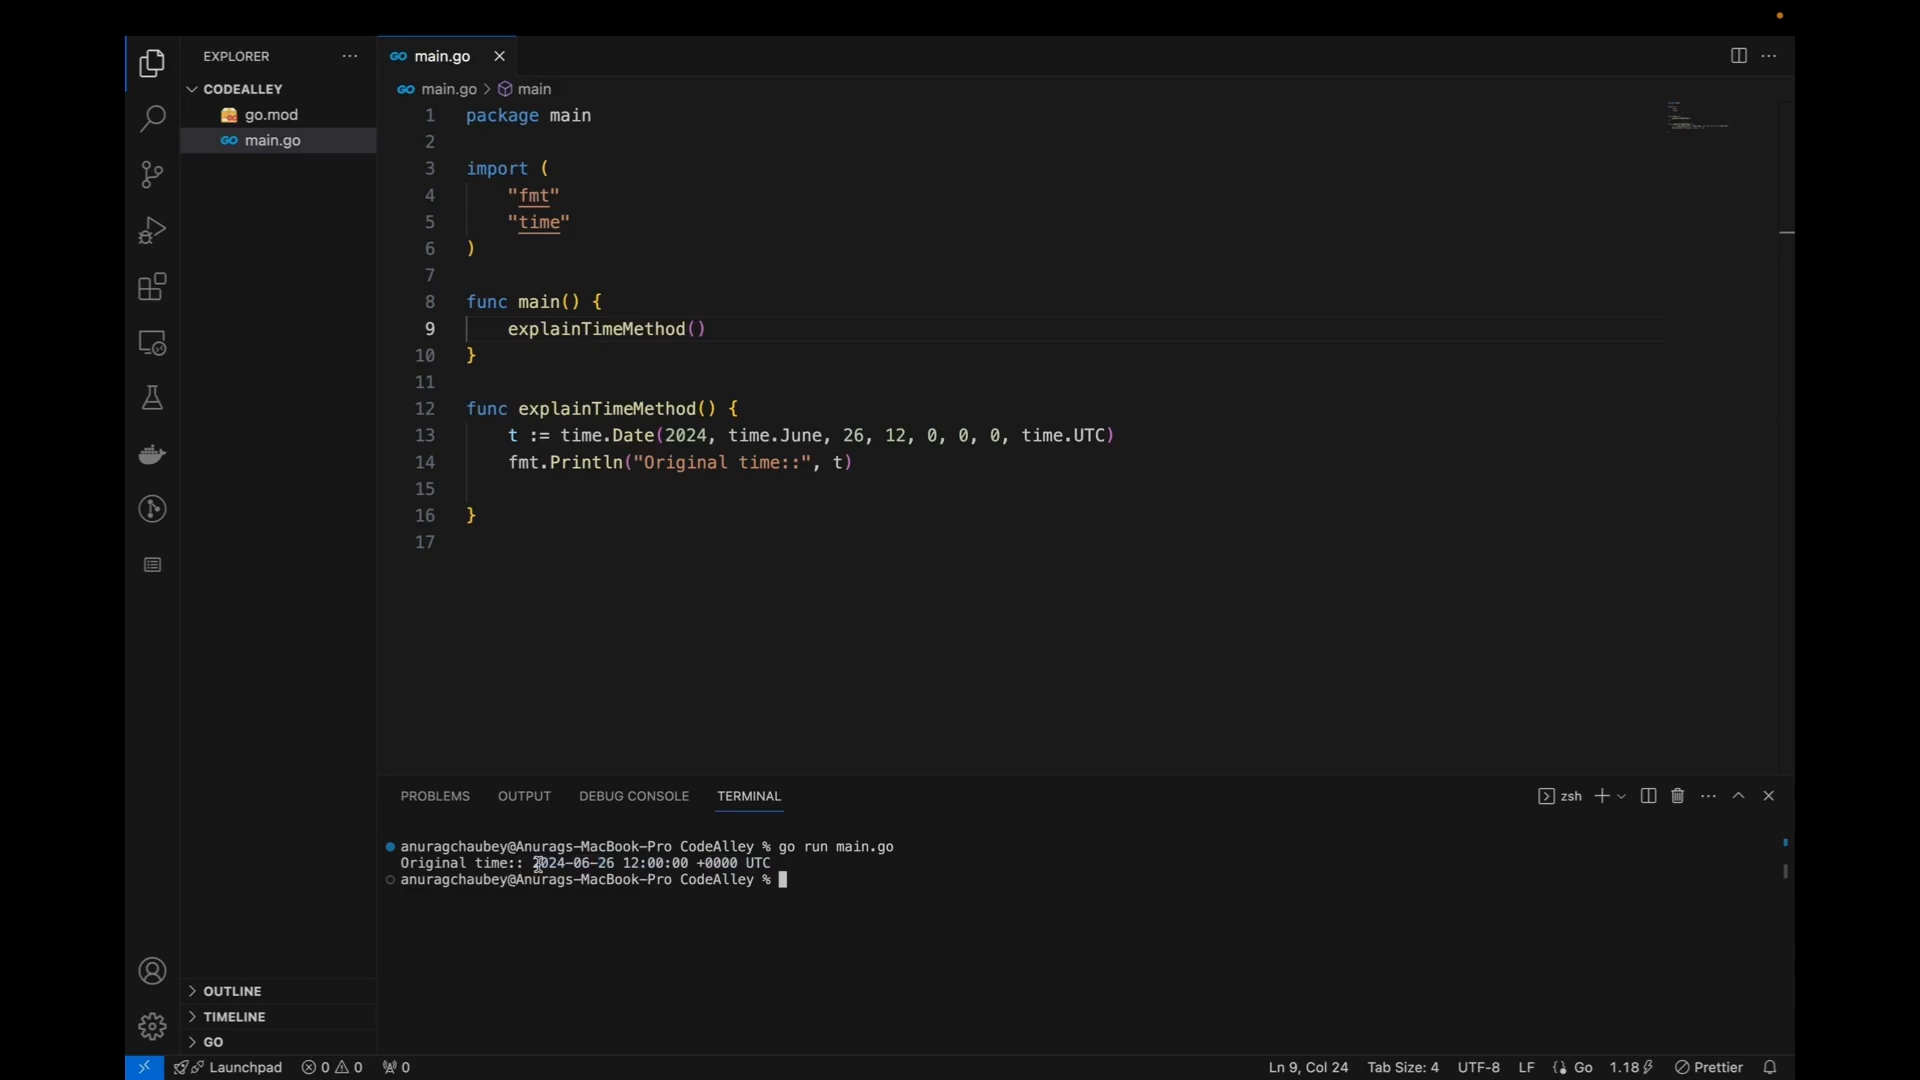 EXPLORER
CODEALLEY
go.mod
main.go
main.go
main.go > main
1 package main
2
3 import (
4 "fmt"
5 "time"
6 )
7
8 func main() {
9 explainTimeMethod()
10 }
11
12 func explainTimeMethod() {
13 t := time.Date(2024, time.June, 26, 12, 0, 0, 0, time.UTC)
14 fmt.Println("Original time::", t)
15
16 }
17
PROBLEMS OUTPUT DEBUG CONSOLE TERMINAL
zsh
anuragchaubey@Anurags-MacBook-Pro CodeAlley % go run main.go
Original time:: 2024-06-26 12:00:00 +0000 UTC
anuragchaubey@Anurags-MacBook-Pro CodeAlley %
OUTLINE
TIMELINE
GO
Launchpad 0 0 0 Ln 9, Col 24 Tab Size: 4 UTF-8 LF Go 1.18 Prettier